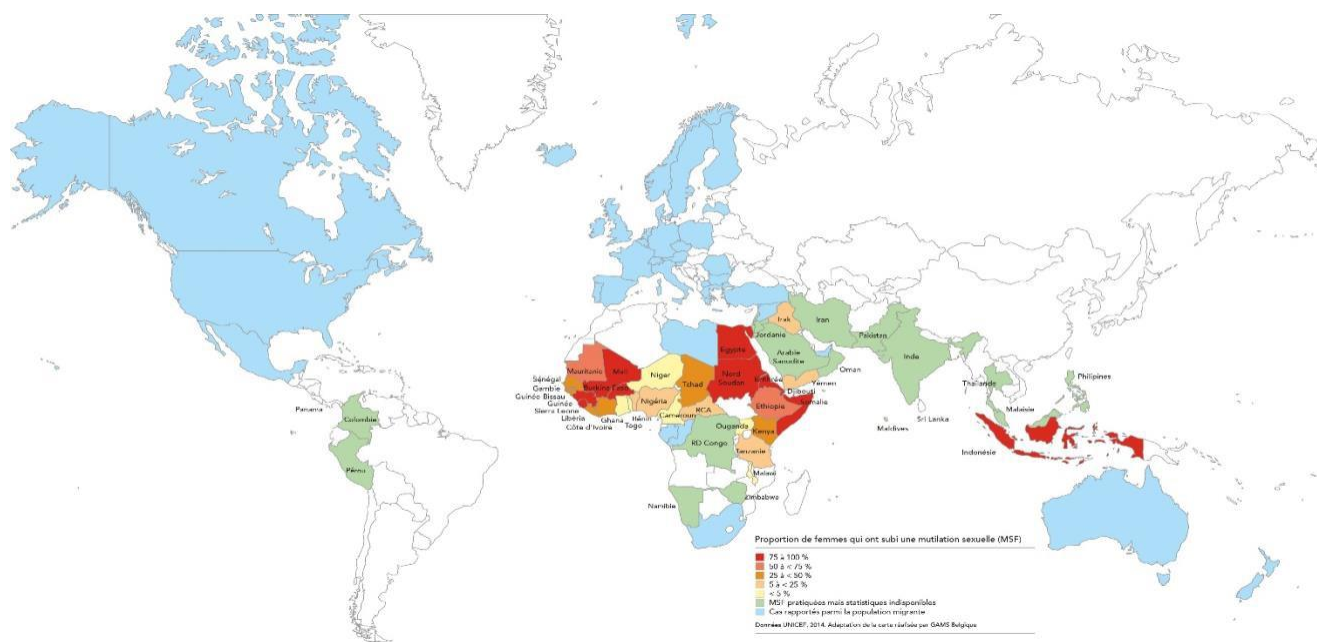 Irak
Iran
Jordanie
Pakistan
Egypte
Arabie
Saoudite
Inde
Oman
Mauritanie
Mali
Niger
Tchad
Nord
Soudan
Erythrée
Yemen
Thaïlande
Philipines
Sénégal
Gambie
Guinée Bissau
Guinée
Sierra Leone
Libéria
Côte d'Ivoire
Burkina Faso
Ghana
Togo
Bénin
Nigéria
Cameroun
RCA
Djibouti
Ethiopie
Somalie
Malaisie
Sri Lanka
Maldives
Panama
Colombie
Ouganda
Kenya
RD Congo
Indonésie
Tanzanie
Pérou
Malawi
Zimbabwe
Namibie
Proportion de femmes qui ont subi une mutilation sexuelle (MSF)
75 à 100 %
50 à < 75 %
25 à < 50 %
5 à < 25 %
< 5 %
MSF pratiquées mais statistiques indisponibles
Cas rapportés parmi la population migrante
Données UNICEF, 2014. Adaptation de la carte réalisée par GAMS Belgique